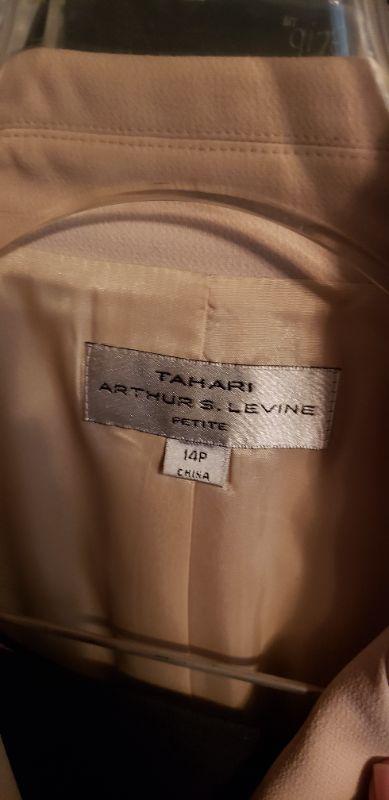 TAHARI
ARTHUR S. LEVINE
PETITE
14P
CHINA